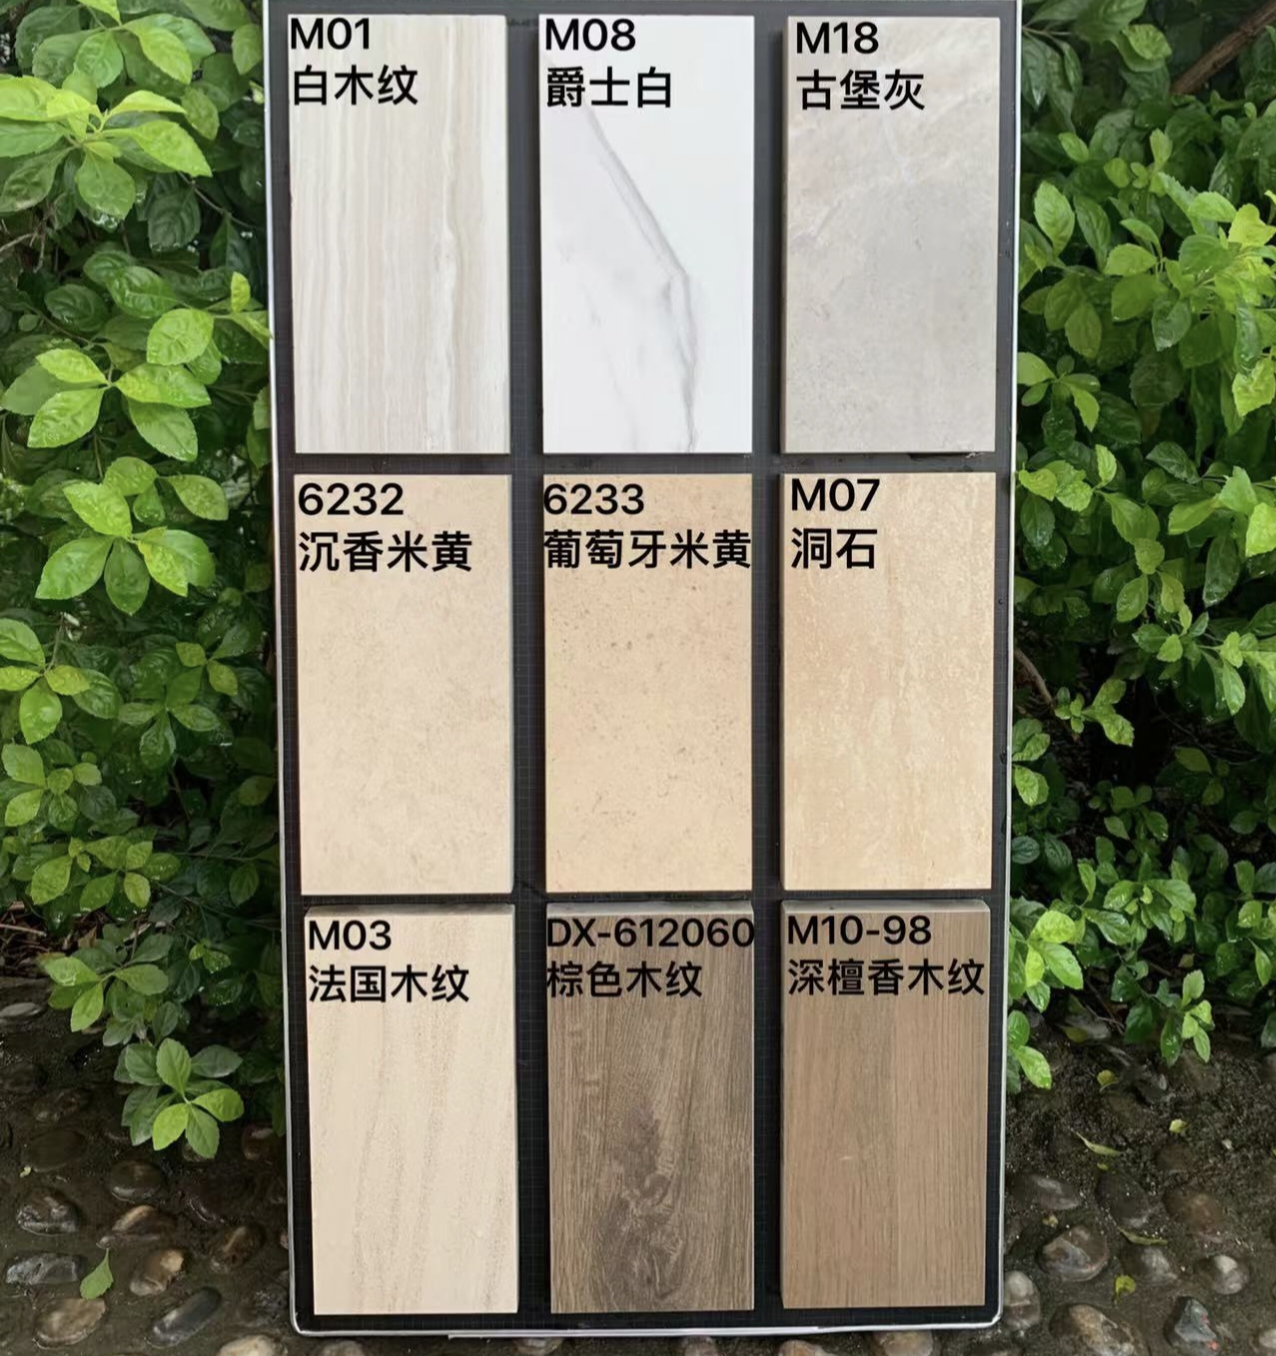 M01
白木纹
M08
爵士白
M18
古堡灰
6232
沉香米黄
6233
葡萄牙米黄
M07
洞石
M03
法国木纹
DX-612060
棕色木纹
M10-98
深檀香木纹